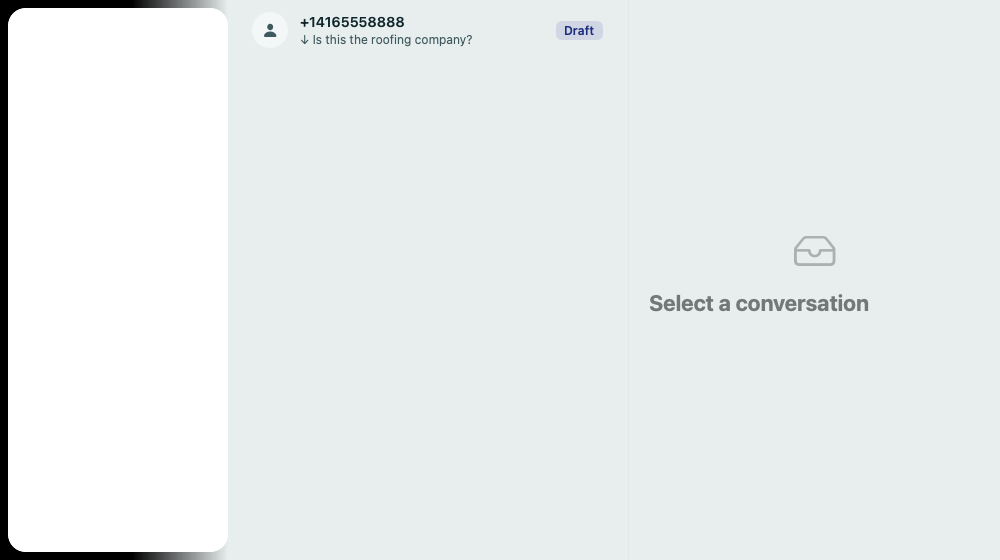 +14165558888
↓ Is this the roofing company?
Draft
Select a conversation